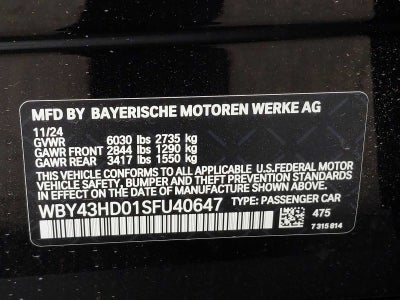 MFD BY BAYERISCHE MOTOREN WERKE AG
11/24
GVWR 6030 lbs 2735 kg
GAWR FRONT 2844 lbs 1290 kg
GAWR REAR 3417 lbs 1550 kg
THIS VEHICLE CONFORMS TO ALL APPLICABLE U.S.FEDERAL MOTOR
VEHICLE SAFETY, BUMPER, AND THEFT PREVENTION STANDARDS
IN EFFECT ON THE DATE OF MANUFACTURE SHOWN ABOVE.
WBY43HD01SFU40647 TYPE: PASSENGER CAR
475
7 315 814